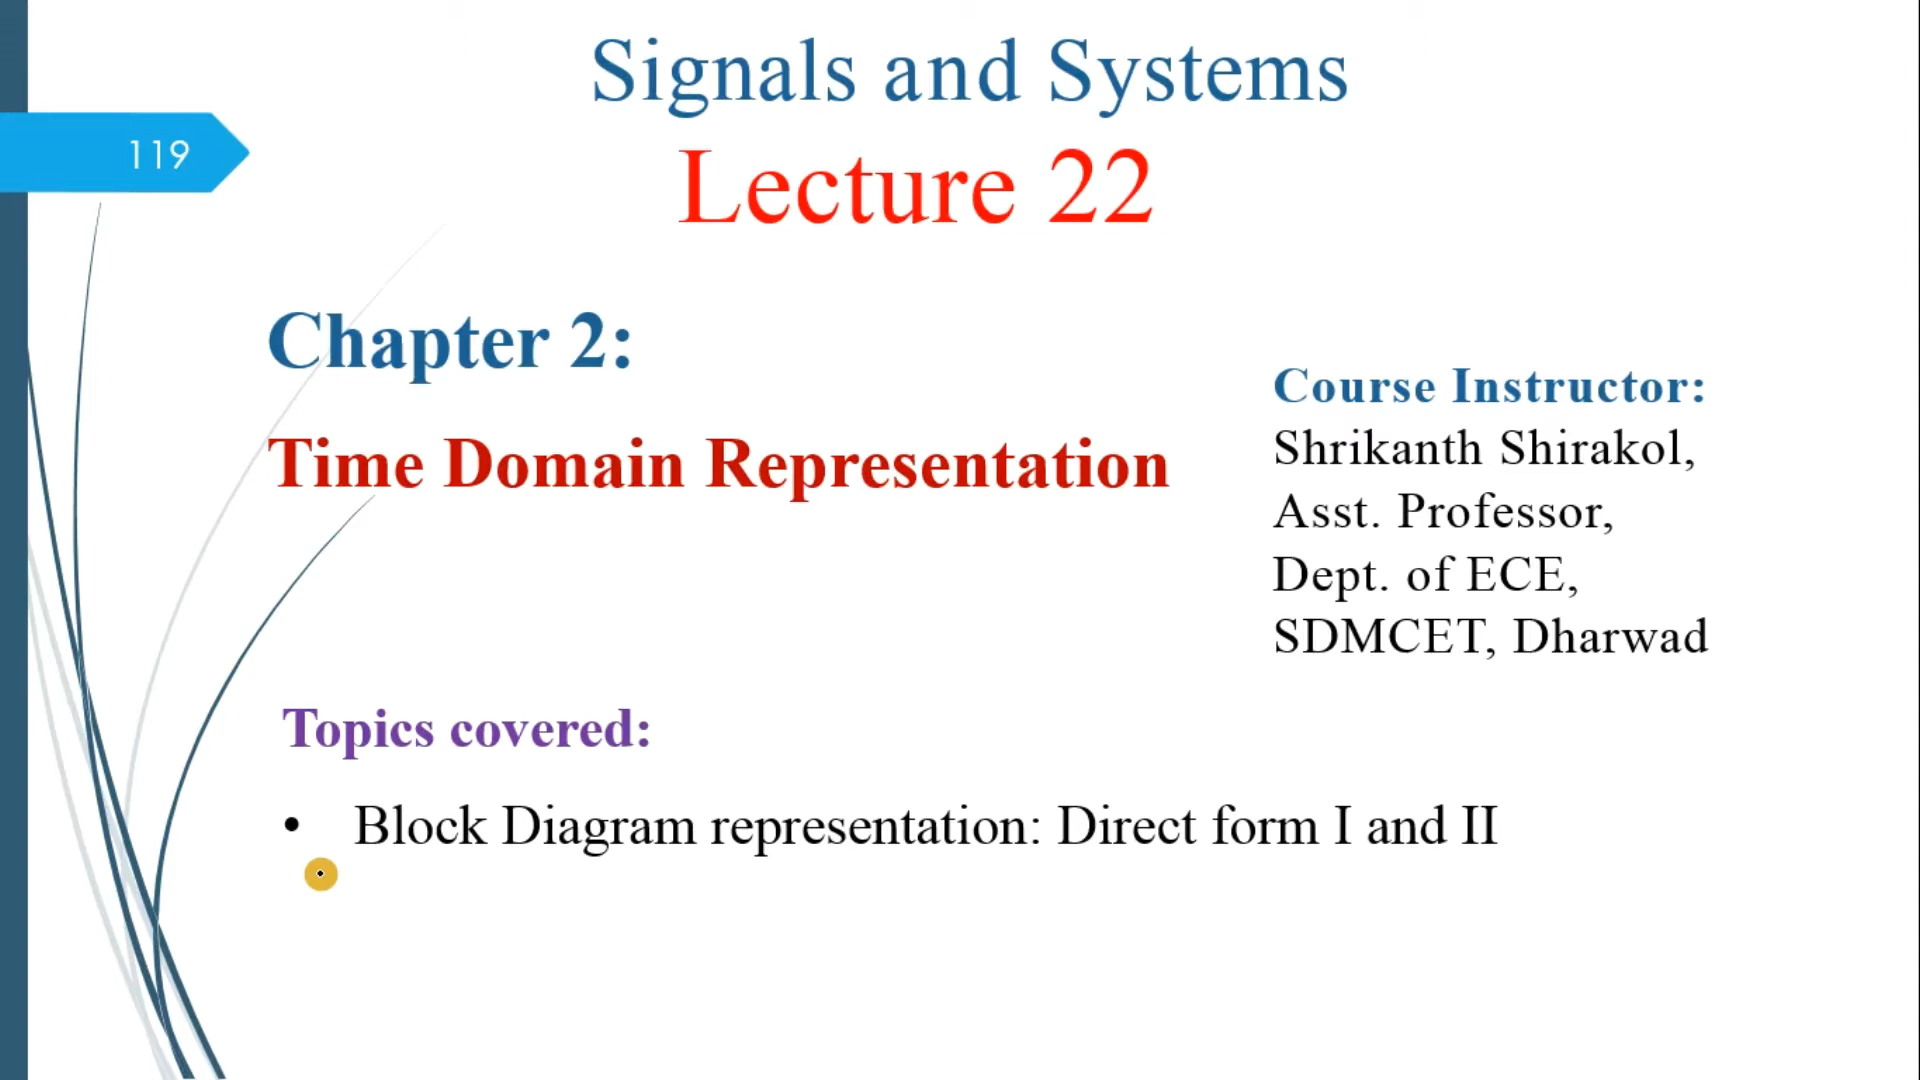 Signals and Systems
119
Lecture 22
Chapter 2:
Time Domain Representation
Course Instructor:
Shrikanth Shirakol,
Asst. Professor,
Dept. of ECE,
SDMCET, Dharwad
Topics covered:
• Block Diagram representation: Direct form I and II